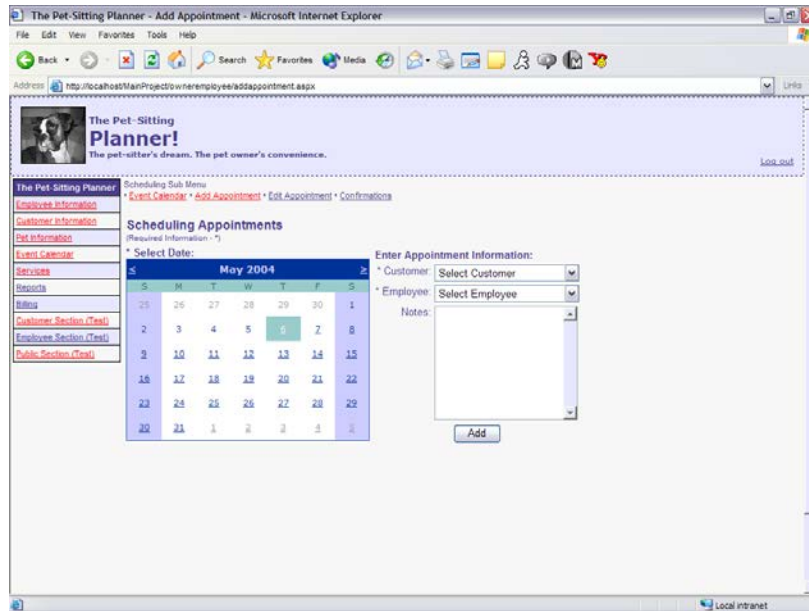 The Pet-Sitting Planner - Add Appointment - Microsoft Internet Explorer
File Edit View Favorites Tools Help
Back Search Favorites Media
Address http://localhost/MainProject/owneremployee/addappointment.aspx Links
The Pet-Sitting
Planner!
The pet-sitter's dream. The pet owner's convenience.
Log out
The Pet-Sitting Planner
Employee Information
Customer Information
Pet Information
Event Calendar
Services
Reports
Billing
Customer Section (Test)
Employee Section (Test)
Public Section (Test)
Scheduling Sub Menu
• Event Calendar • Add Appointment • Edit Appointment • Confirmations
Scheduling Appointments
(Required Information - *)
* Select Date:
< May 2004 >
S M T W T F S
25 26 27 28 29 30 1
2 3 4 5 6 7 8
9 10 11 12 13 14 15
16 17 18 19 20 21 22
23 24 25 26 27 28 29
30 31 1 2 3 4 5
Enter Appointment Information:
* Customer: Select Customer
* Employee: Select Employee
Notes:
Add
Local intranet